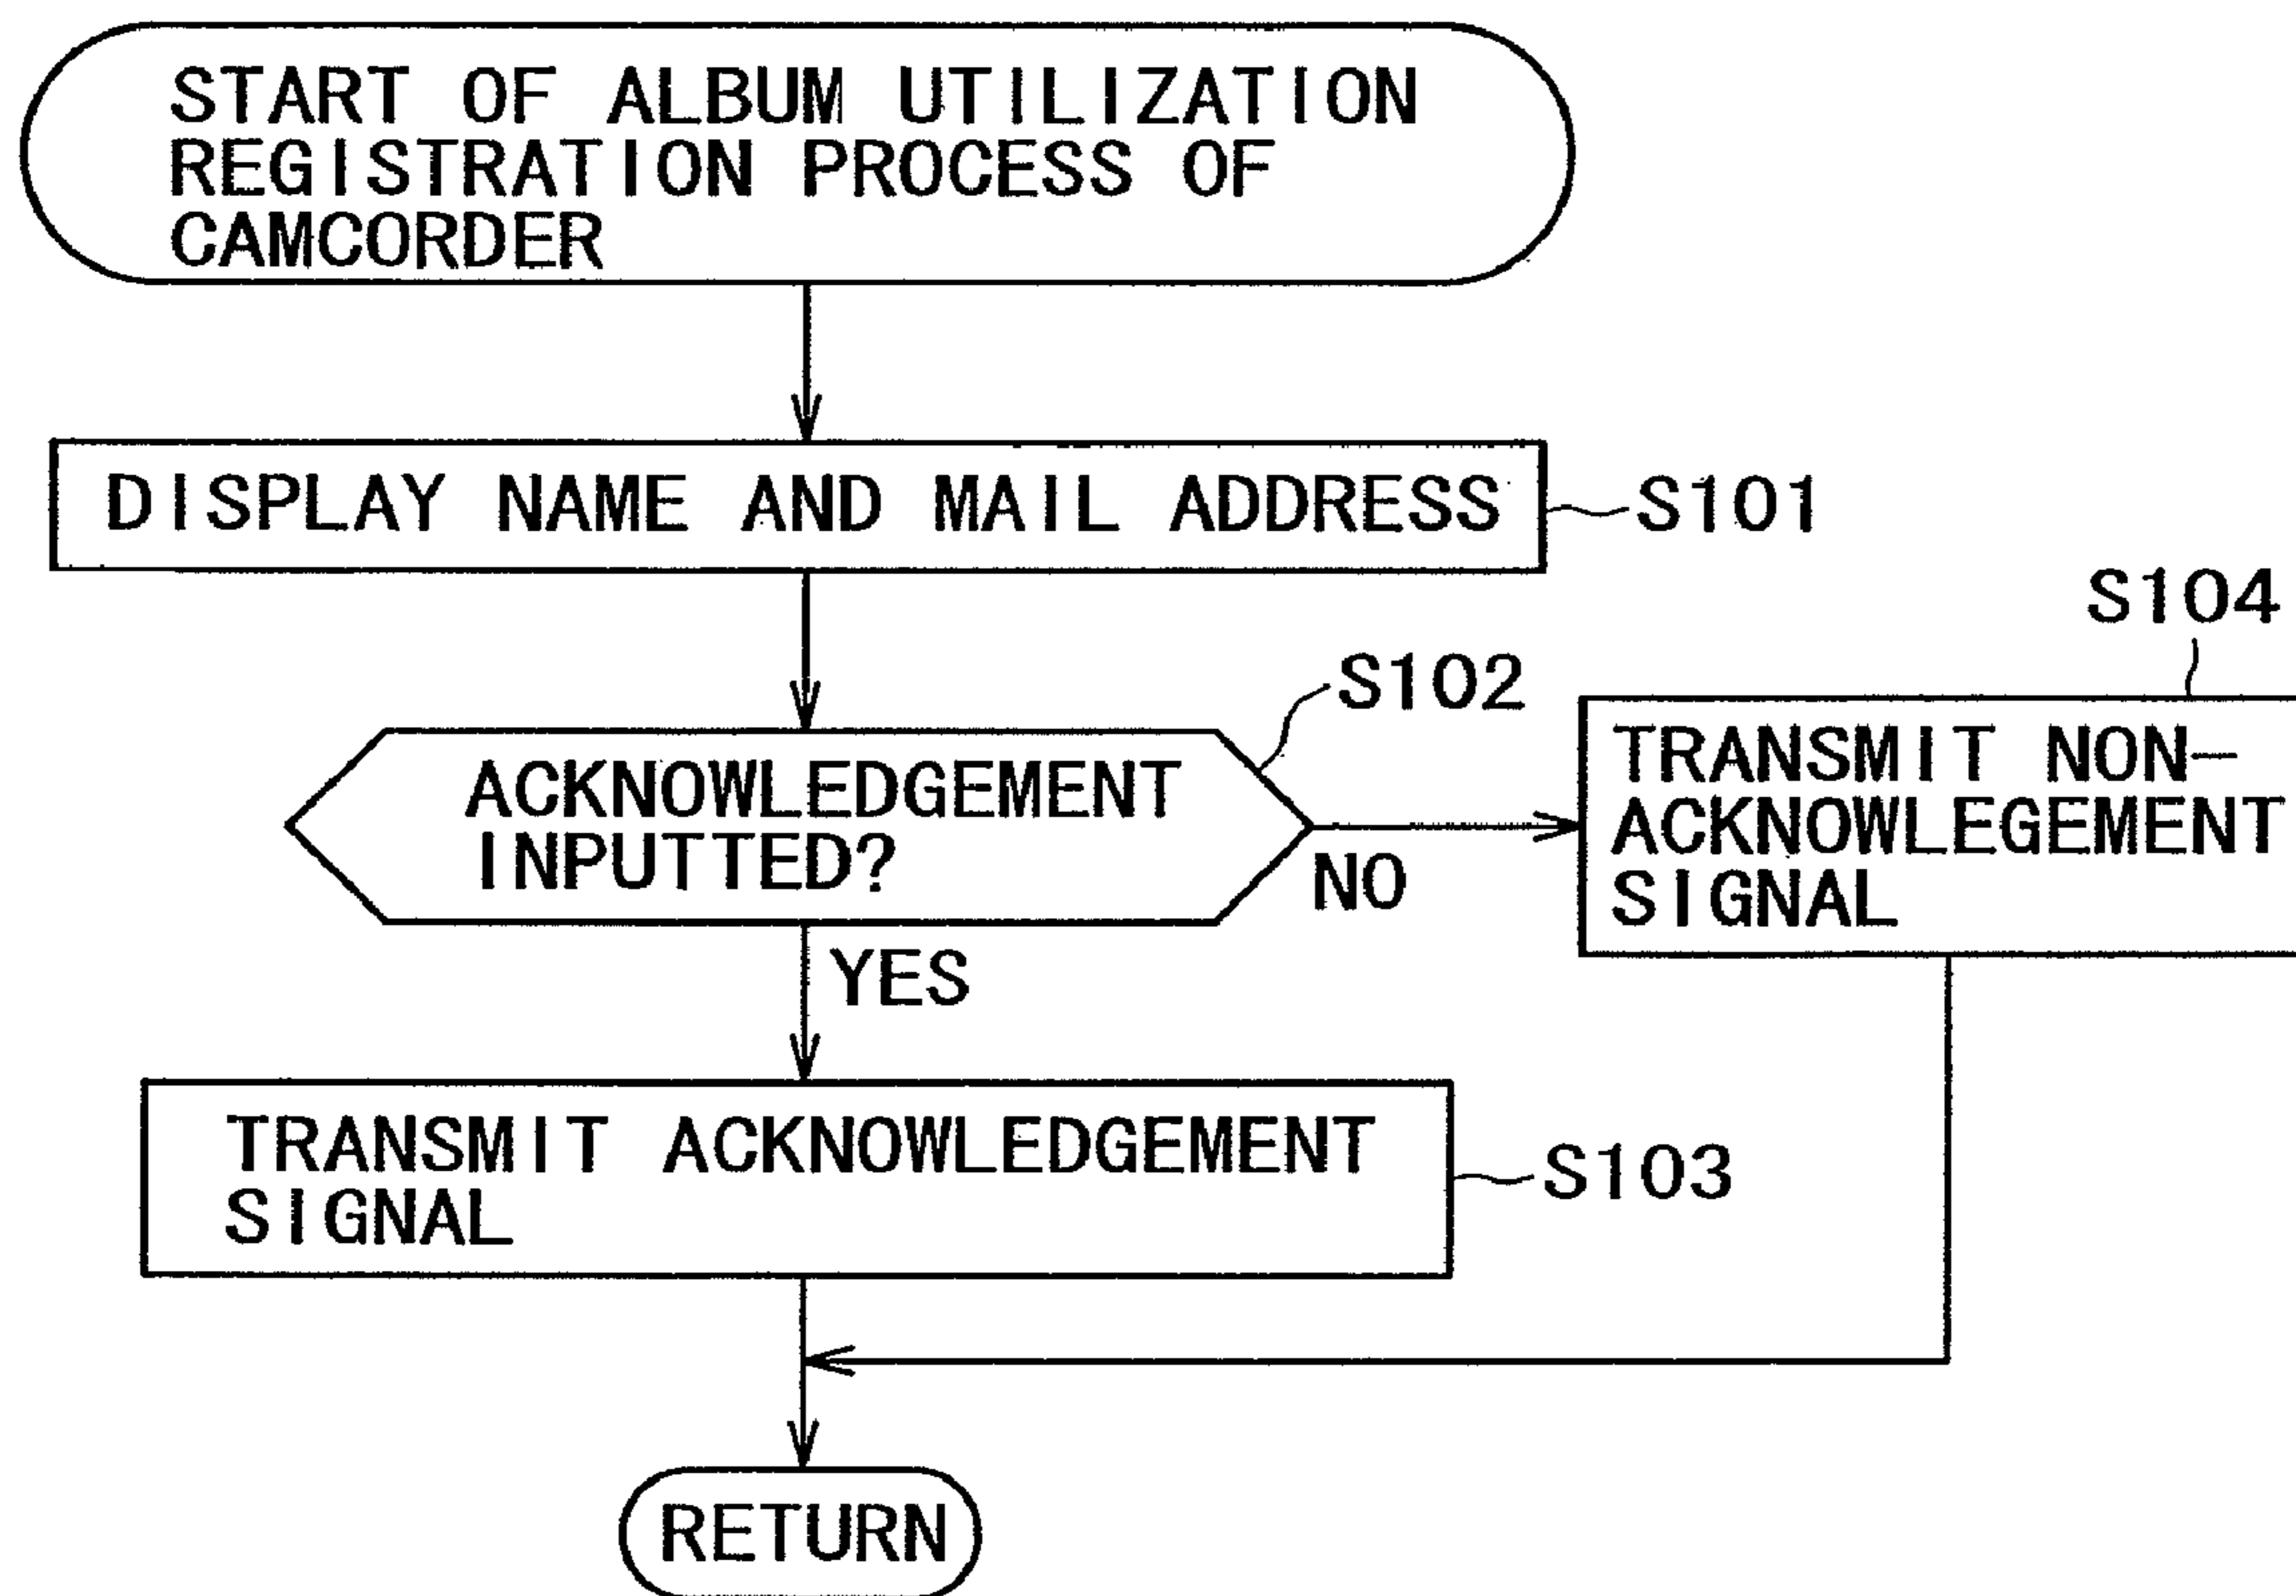 START OF ALBUM UTILIZATION
REGISTRATION PROCESS OF
CAMCORDER
DISPLAY NAME AND MAIL ADDRESS
S101
S102
ACKNOWLEDGEMENT
INPUTTED?
NO
YES
S104
TRANSMIT NON-
ACKNOWLEGEMENT
SIGNAL
TRANSMIT ACKNOWLEDGEMENT
SIGNAL
S103
RETURN